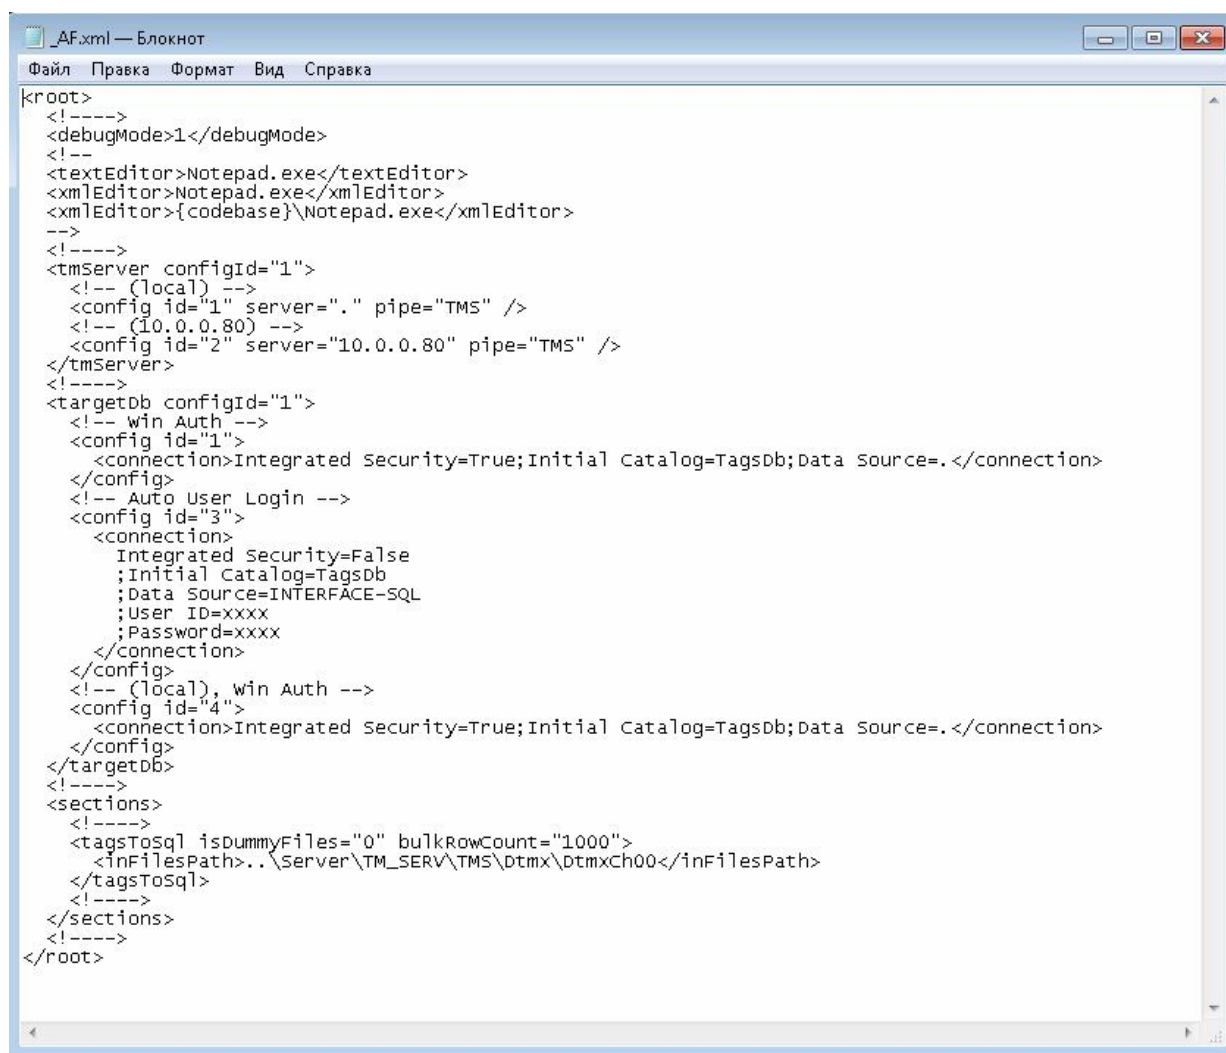 _AF.xml — Блокнот
Файл Правка Формат Вид Справка
<root>
  <!---->
  <debugMode>1</debugMode>
  <!--
  <textEditor>Notepad.exe</textEditor>
  <xmlEditor>Notepad.exe</xmlEditor>
  <xmlEditor>{codebase}\Notepad.exe</xmlEditor>
  -->
  <!---->
  <tmServer configId="1">
    <!-- (local) -->
    <config id="1" server="." pipe="TMS" />
    <!-- (10.0.0.80) -->
    <config id="2" server="10.0.0.80" pipe="TMS" />
  </tmServer>
  <!---->
  <targetDb configId="1">
    <!-- Win Auth -->
    <config id="1">
      <connection>Integrated Security=True;Initial Catalog=TagsDb;Data Source=.</connection>
    </config>
    <!-- Auto User Login -->
    <config id="3">
      <connection>
        Integrated Security=False
        ;Initial Catalog=TagsDb
        ;Data Source=INTERFACE-SQL
        ;User ID=xxxx
        ;Password=xxxx
      </connection>
    </config>
    <!-- (local), Win Auth -->
    <config id="4">
      <connection>Integrated Security=True;Initial Catalog=TagsDb;Data Source=.</connection>
    </config>
  </targetDb>
  <!---->
  <sections>
    <!---->
    <tagsToSql isDummyFiles="0" bulkRowCount="1000">
      <inFilesPath>..\Server\TM_SERV\TMS\Dtmx\DtmxCh00</inFilesPath>
    </tagsToSql>
    <!---->
  </sections>
  <!---->
</root>